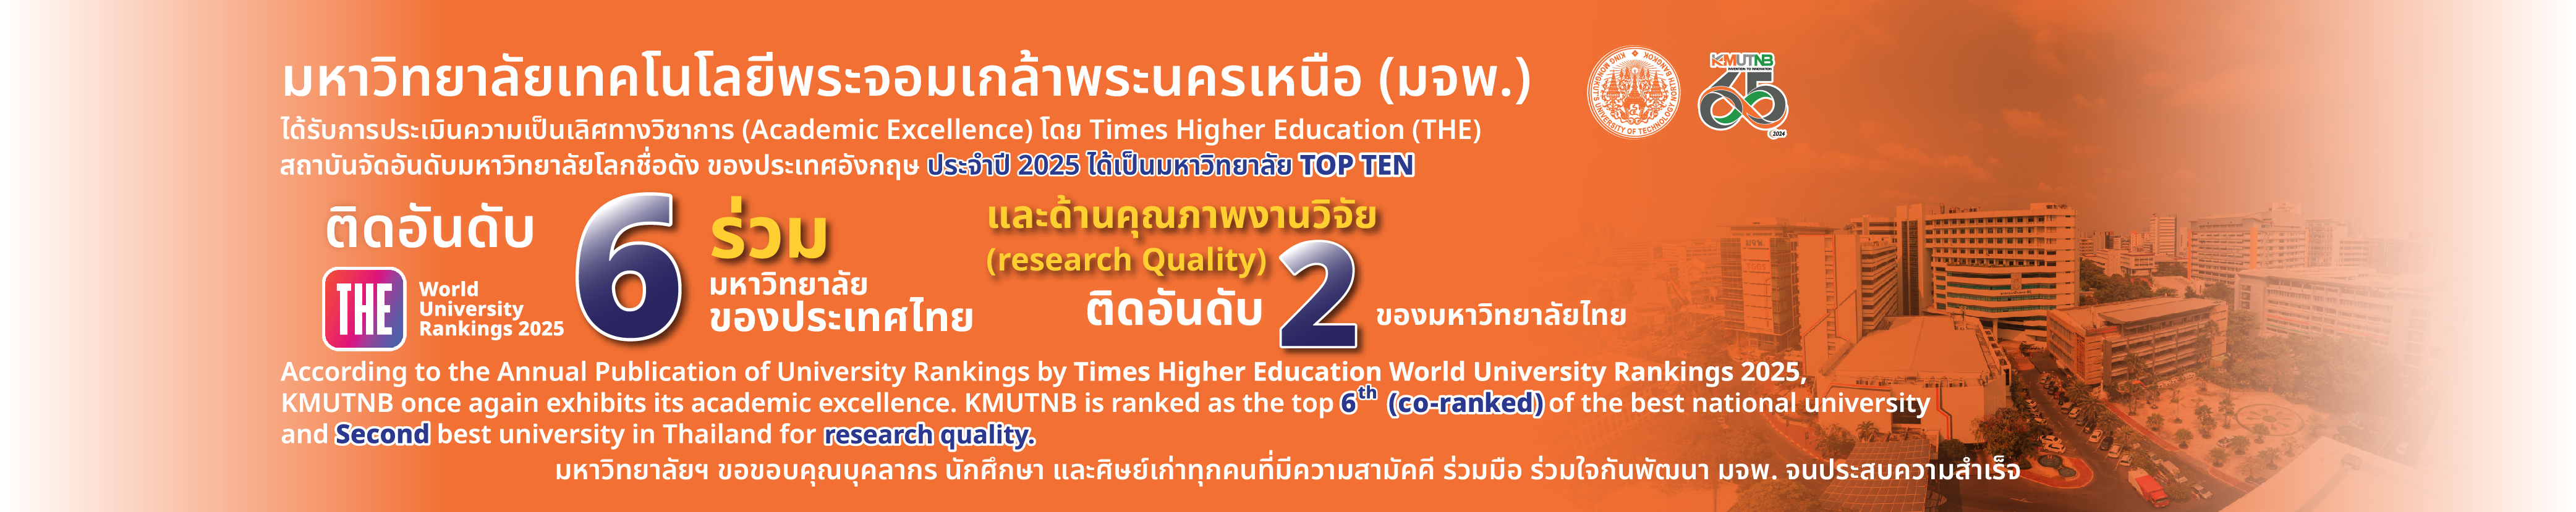 มหาวิทยาลัยเทคโนโลยีพระจอมเกล้าพระนครเหนือ (มจพ.)
KING MONGKUT'S UNIVERSITY OF TECHNOLOGY NORTH BANGKOK
KMUTNB
65
2024
ได้รับการประเมินความเป็นเลิศทางวิชาการ (Academic Excellence) โดย Times Higher Education (THE)
สถาบันจัดอันดับมหาวิทยาลัยโลกชื่อดัง ของประเทศอังกฤษ ประจำปี 2025 ได้เป็นมหาวิทยาลัย TOP TEN
ติดอันดับ
6
ร่วม
มหาวิทยาลัย
ของประเทศไทย
THE
World
University
Rankings 2025
และด้านคุณภาพงานวิจัย
(research Quality)
ติดอันดับ 2 ของมหาวิทยาลัยไทย
According to the Annual Publication of University Rankings by Times Higher Education World University Rankings 2025,
KMUTNB once again exhibits its academic excellence. KMUTNB is ranked as the top 6th (co-ranked) of the best national university
and Second best university in Thailand for research quality.
มหาวิทยาลัยฯ ขอขอบคุณบุคลากร นักศึกษา และศิษย์เก่าทุกคนที่มีความสามัคคี ร่วมมือ ร่วมใจกันพัฒนา มจพ. จนประสบความสำเร็จ